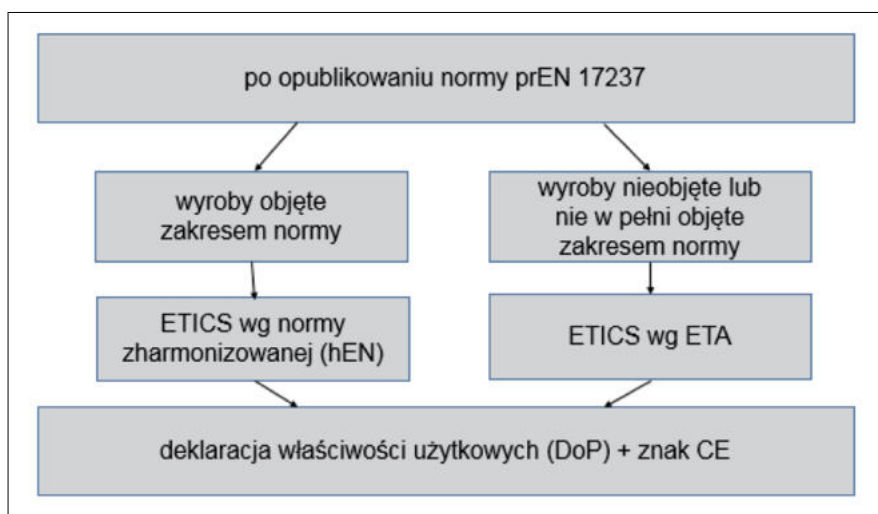 po opublikowaniu normy prEN 17237
wyroby objęte
zakresem normy
wyroby nieobjęte lub
nie w pełni objęte
zakresem normy
ETICS wg normy
zharmonizowanej (hEN)
ETICS wg ETA
deklaracja właściwości użytkowych (DoP) + znak CE